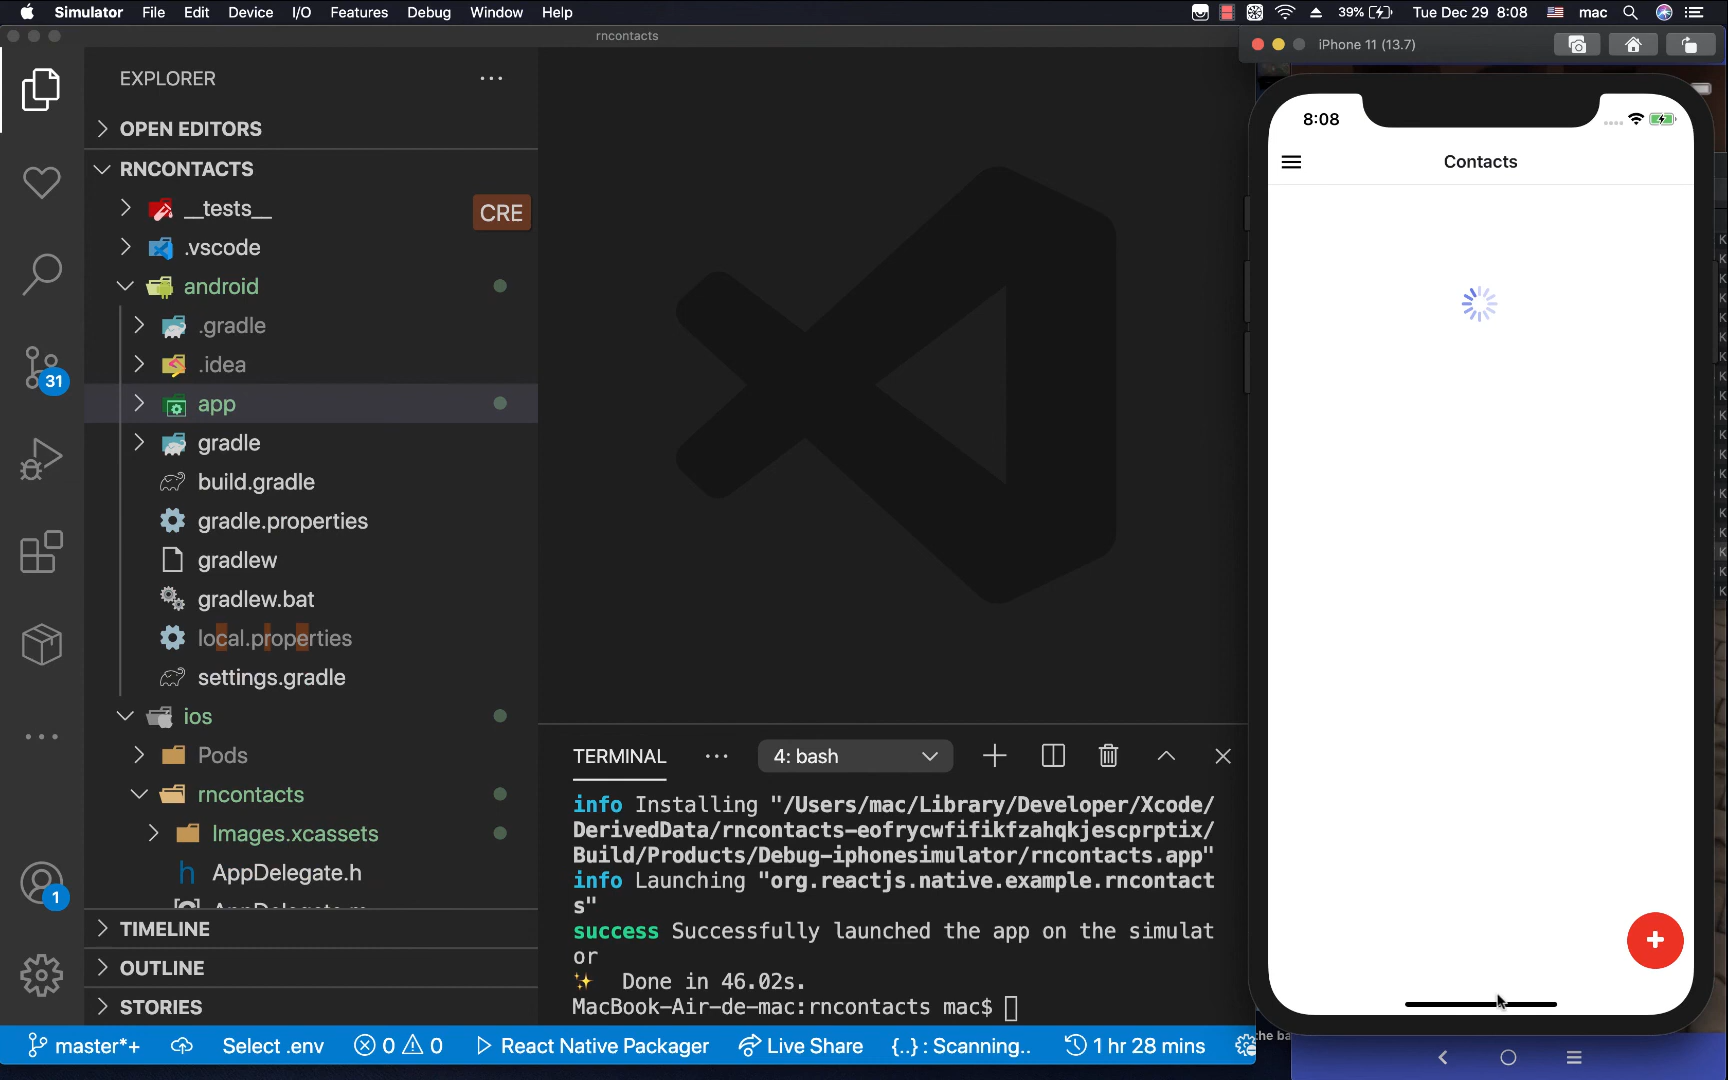 Simulator File Edit Device I/O Features Debug Window Help 39% Tue Dec 29 8:08 mac
rncontacts
iPhone 11 (13.7)
EXPLORER
OPEN EDITORS
RNCONTACTS
__tests__
CRE
.vscode
android
.gradle
.idea
app
gradle
build.gradle
gradle.properties
gradlew
gradlew.bat
local.properties
settings.gradle
ios
Pods
rncontacts
Images.xcassets
AppDelegate.h
AppDelegate.m
TIMELINE
OUTLINE
STORIES
31
1
TERMINAL
4: bash
info Installing "/Users/mac/Library/Developer/Xcode/
DerivedData/rncontacts-eofrycwfifikfzahqkjescprptix/
Build/Products/Debug-iphonesimulator/rncontacts.app"
info Launching "org.reactjs.native.example.rncontact
s"
success Successfully launched the app on the simulat
or
✨ Done in 46.02s.
MacBook-Air-de-mac:rncontacts mac$
master*+ Select .env 0 0 React Native Packager Live Share {..} : Scanning.. 1 hr 28 mins
8:08
Contacts
+
the ba